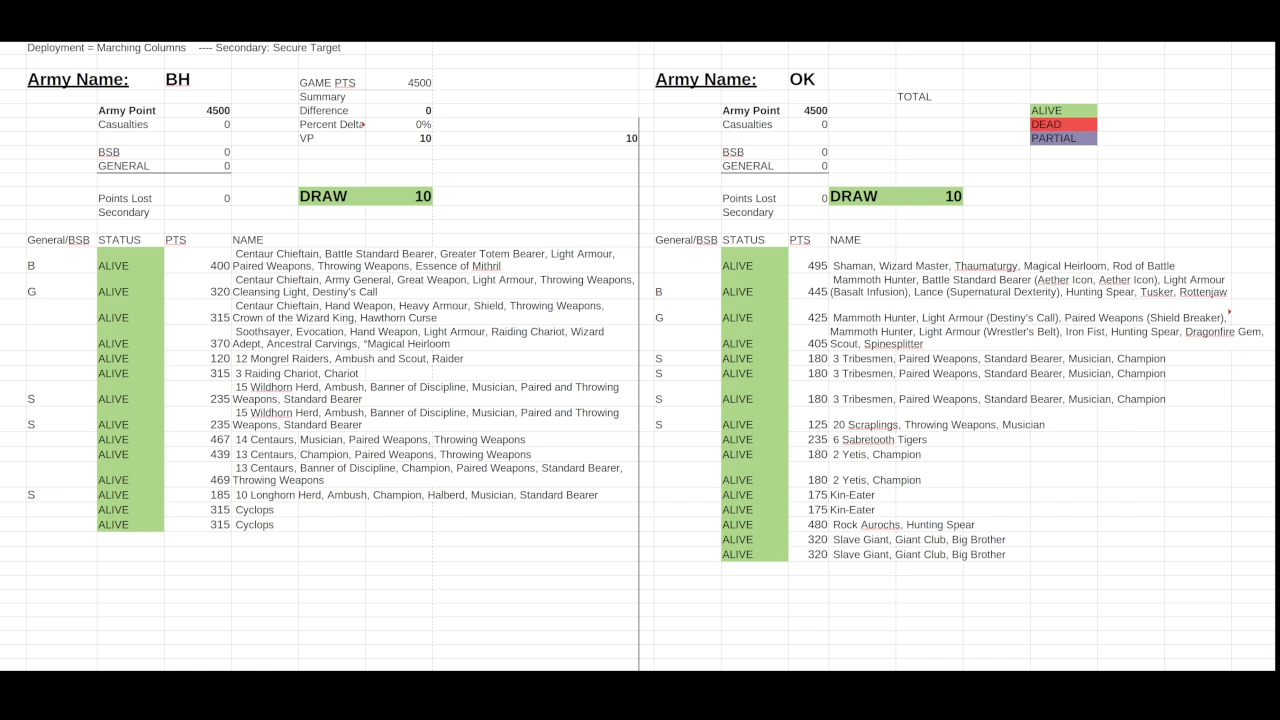 Deployment = Marching Columns ---- Secondary: Secure Target
Army Name: BH
GAME PTS 4500
Summary
Army Point 4500 Difference 0
Casualties 0 Percent Delta 0%
VP 10 10
BSB 0
GENERAL 0
Points Lost 0 DRAW 10
Secondary
General/BSB STATUS PTS NAME
Centaur Chieftain, Battle Standard Bearer, Greater Totem Bearer, Light Armour,
B ALIVE 400 Paired Weapons, Throwing Weapons, Essence of Mithril
Centaur Chieftain, Army General, Great Weapon, Light Armour, Throwing Weapons,
G ALIVE 320 Cleansing Light, Destiny's Call
Centaur Chieftain, Hand Weapon, Heavy Armour, Shield, Throwing Weapons,
ALIVE 315 Crown of the Wizard King, Hawthorn Curse
Soothsayer, Evocation, Hand Weapon, Light Armour, Raiding Chariot, Wizard
ALIVE 370 Adept, Ancestral Carvings, °Magical Heirloom
ALIVE 120 12 Mongrel Raiders, Ambush and Scout, Raider
ALIVE 315 3 Raiding Chariot, Chariot
15 Wildhorn Herd, Ambush, Banner of Discipline, Musician, Paired and Throwing
S ALIVE 235 Weapons, Standard Bearer
15 Wildhorn Herd, Ambush, Banner of Discipline, Musician, Paired and Throwing
S ALIVE 235 Weapons, Standard Bearer
ALIVE 467 14 Centaurs, Musician, Paired Weapons, Throwing Weapons
ALIVE 439 13 Centaurs, Champion, Paired Weapons, Throwing Weapons
13 Centaurs, Banner of Discipline, Champion, Paired Weapons, Standard Bearer,
ALIVE 469 Throwing Weapons
S ALIVE 185 10 Longhorn Herd, Ambush, Champion, Halberd, Musician, Standard Bearer
ALIVE 315 Cyclops
ALIVE 315 Cyclops
Army Name: OK
TOTAL
Army Point 4500 ALIVE
Casualties 0 DEAD
PARTIAL
BSB 0
GENERAL 0
Points Lost 0 DRAW 10
Secondary
General/BSB STATUS PTS NAME
ALIVE 495 Shaman, Wizard Master, Thaumaturgy, Magical Heirloom, Rod of Battle
Mammoth Hunter, Battle Standard Bearer (Aether Icon, Aether Icon), Light Armour
B ALIVE 445 (Basalt Infusion), Lance (Supernatural Dexterity), Hunting Spear, Tusker, Rottenjaw
G ALIVE 425 Mammoth Hunter, Light Armour (Destiny's Call), Paired Weapons (Shield Breaker),
Mammoth Hunter, Light Armour (Wrestler's Belt), Iron Fist, Hunting Spear, Dragonfire Gem,
ALIVE 405 Scout, Spinesplitter
S ALIVE 180 3 Tribesmen, Paired Weapons, Standard Bearer, Musician, Champion
S ALIVE 180 3 Tribesmen, Paired Weapons, Standard Bearer, Musician, Champion
S ALIVE 180 3 Tribesmen, Paired Weapons, Standard Bearer, Musician, Champion
S ALIVE 125 20 Scraplings, Throwing Weapons, Musician
ALIVE 235 6 Sabretooth Tigers
ALIVE 180 2 Yetis, Champion
ALIVE 180 2 Yetis, Champion
ALIVE 175 Kin-Eater
ALIVE 175 Kin-Eater
ALIVE 480 Rock Aurochs, Hunting Spear
ALIVE 320 Slave Giant, Giant Club, Big Brother
ALIVE 320 Slave Giant, Giant Club, Big Brother